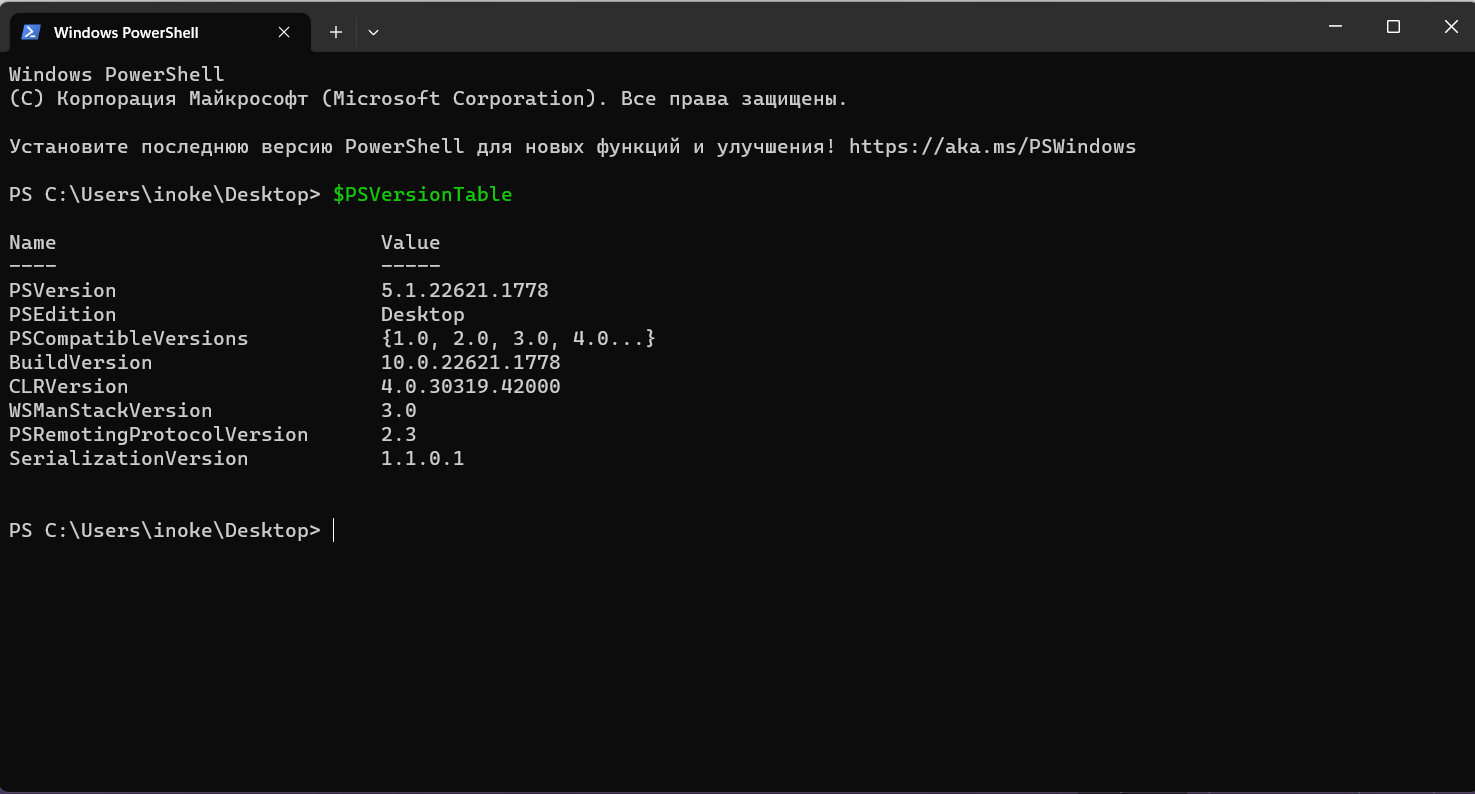 Windows PowerShell
Windows PowerShell
(C) Корпорация Майкрософт (Microsoft Corporation). Все права защищены.
Установите последнюю версию PowerShell для новых функций и улучшения! https://aka.ms/PSWindows
PS C:\Users\inoke\Desktop> $PSVersionTable
Name Value
---- -----
PSVersion 5.1.22621.1778
PSEdition Desktop
PSCompatibleVersions {1.0, 2.0, 3.0, 4.0...}
BuildVersion 10.0.22621.1778
CLRVersion 4.0.30319.42000
WSManStackVersion 3.0
PSRemotingProtocolVersion 2.3
SerializationVersion 1.1.0.1
PS C:\Users\inoke\Desktop>